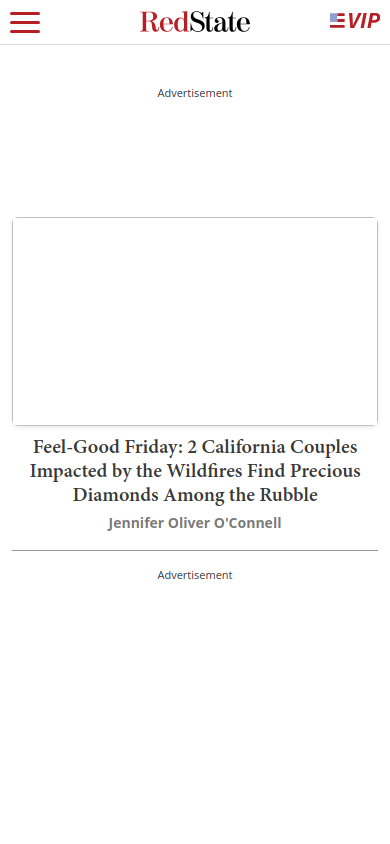 RedState
VIP
Advertisement
Feel-Good Friday: 2 California Couples
Impacted by the Wildfires Find Precious
Diamonds Among the Rubble
Jennifer Oliver O'Connell
Advertisement